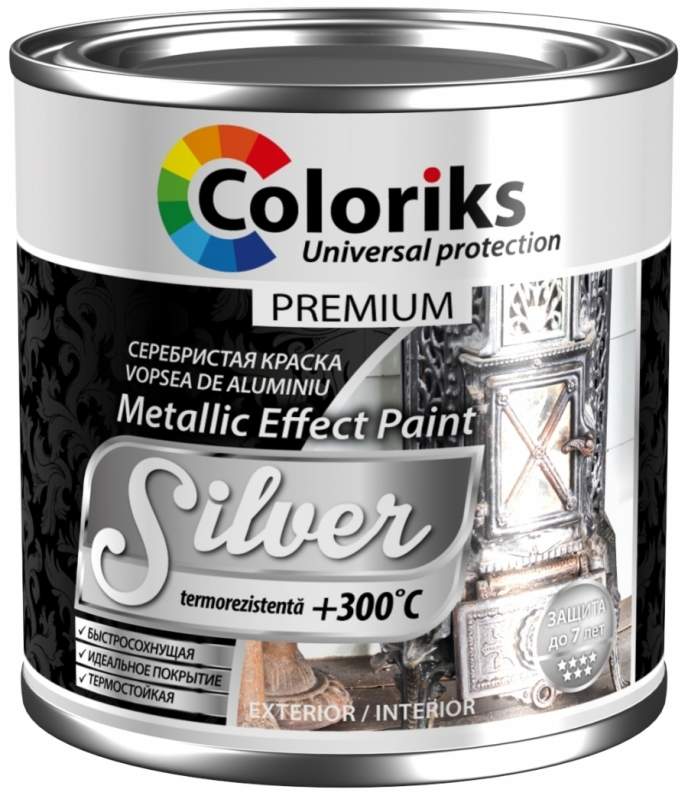 Coloriks
Universal protection
PREMIUM
СЕРЕБРИСТАЯ КРАСКА
VOPSEA DE ALUMINIU
Metallic Effect Paint
Silver
termorezistentă +300°C
✓ БЫСТРОСОХНУЩАЯ
✓ ИДЕАЛЬНОЕ ПОКРЫТИЕ
✓ ТЕРМОСТОЙКАЯ
ЗАЩИТА
до 7 лет
EXTERIOR / INTERIOR